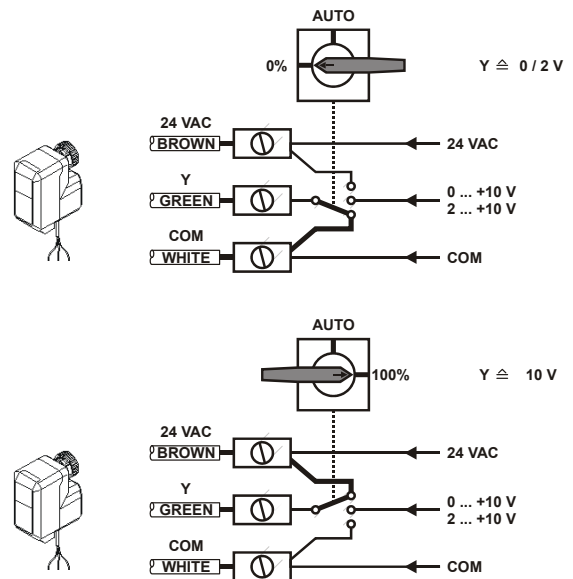 AUTO
0%
Y ≙ 0 / 2 V
24 VAC
BROWN
24 VAC
Y
GREEN
0 ... +10 V
2 ... +10 V
COM
WHITE
COM
AUTO
100%
Y ≙ 10 V
24 VAC
BROWN
24 VAC
Y
GREEN
0 ... +10 V
2 ... +10 V
COM
WHITE
COM